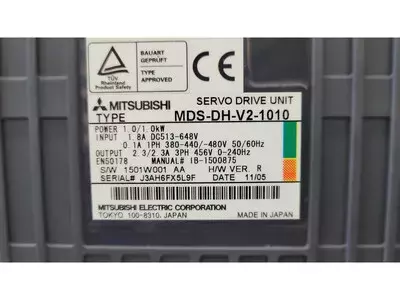 BAUART
GEPRÜFT
TYPE
APPROVED
TÜV
Rheinland
CE
MITSUBISHI SERVO DRIVE UNIT
TYPE MDS-DH-V2-1010
POWER 1.0/1.0kW
INPUT 1.8A DC513-648V
0.1A 1PH 380-440/-480V 50/60Hz
OUTPUT 2.3/2.3A 3PH 456V 0-240Hz
EN50178 MANUAL# IB-1500875
S/W 1501W001 AA H/W VER. R
SERIAL# J3AH6FX5L9F DATE 11/05
MITSUBISHI ELECTRIC CORPORATION
TOKYO 100-8310, JAPAN MADE IN JAPAN